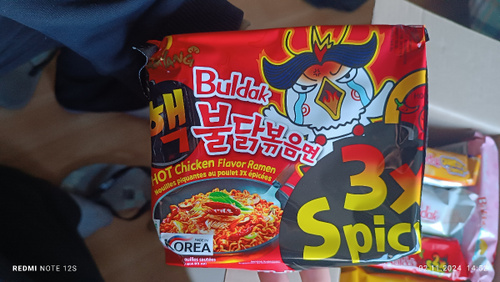 Buldak
핵
불닭볶음면
HOT Chicken Flavor Ramen
Nouilles piquantes au poulet 3X épicées
3x
Spicy
KOREA
Buldak
REDMI NOTE 12S